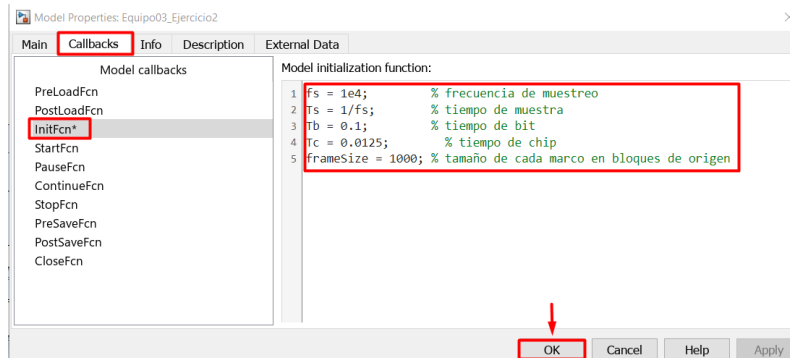 Model Properties: Equipo03_Ejercicio2
Main Callbacks Info Description External Data
Model callbacks
PreLoadFcn
PostLoadFcn
InitFcn*
StartFcn
PauseFcn
ContinueFcn
StopFcn
PreSaveFcn
PostSaveFcn
CloseFcn
Model initialization function:
1 fs = 1e4; % frecuencia de muestreo
2 Ts = 1/fs; % tiempo de muestra
3 Tb = 0.1; % tiempo de bit
4 Tc = 0.0125; % tiempo de chip
5 frameSize = 1000; % tamaño de cada marco en bloques de origen
OK Cancel Help Apply